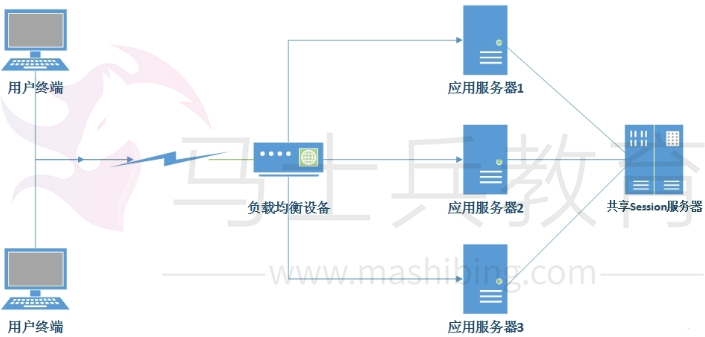 用户终端
应用服务器1
马士兵教育
负载均衡设备
应用服务器2
共享Session服务器
www.mashibing.com
用户终端
应用服务器3